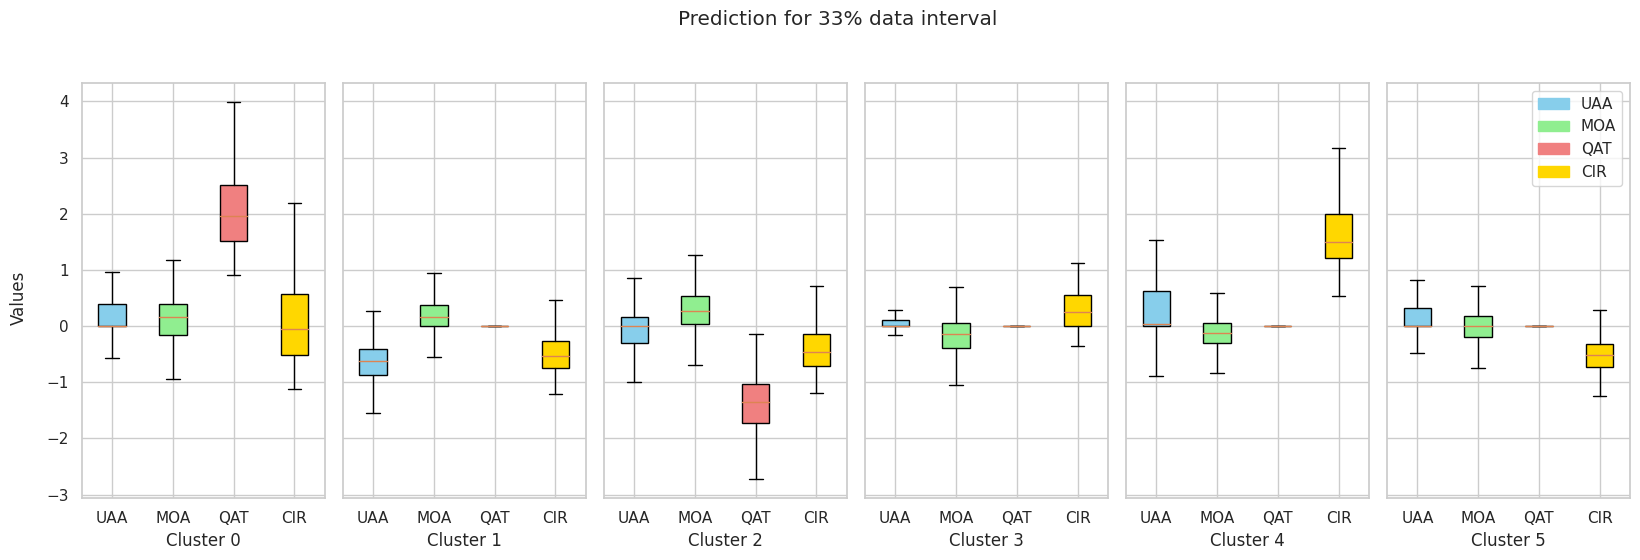 Prediction for 33% data interval
Values
4
3
2
1
0
−1
−2
−3
UAA MOA QAT CIR
Cluster 0
UAA MOA QAT CIR
Cluster 1
UAA MOA QAT CIR
Cluster 2
UAA MOA QAT CIR
Cluster 3
UAA MOA QAT CIR
Cluster 4
UAA MOA QAT CIR
Cluster 5
UAA
MOA
QAT
CIR